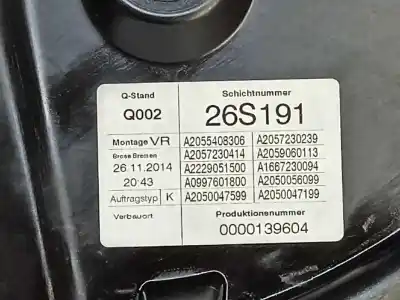 Q-Stand
Schichtnummer
Q002
26S191
Montage VR
A2055408306 A2057230239
Brose Bremen
A2057230414 A2059060113
26.11.2014
A2229051500 A1667230094
20:43
A0997601800 A2050056099
Auftragstyp K
A2050047599 A2050047199
Verbauort
Produktionsnummer
0000139604